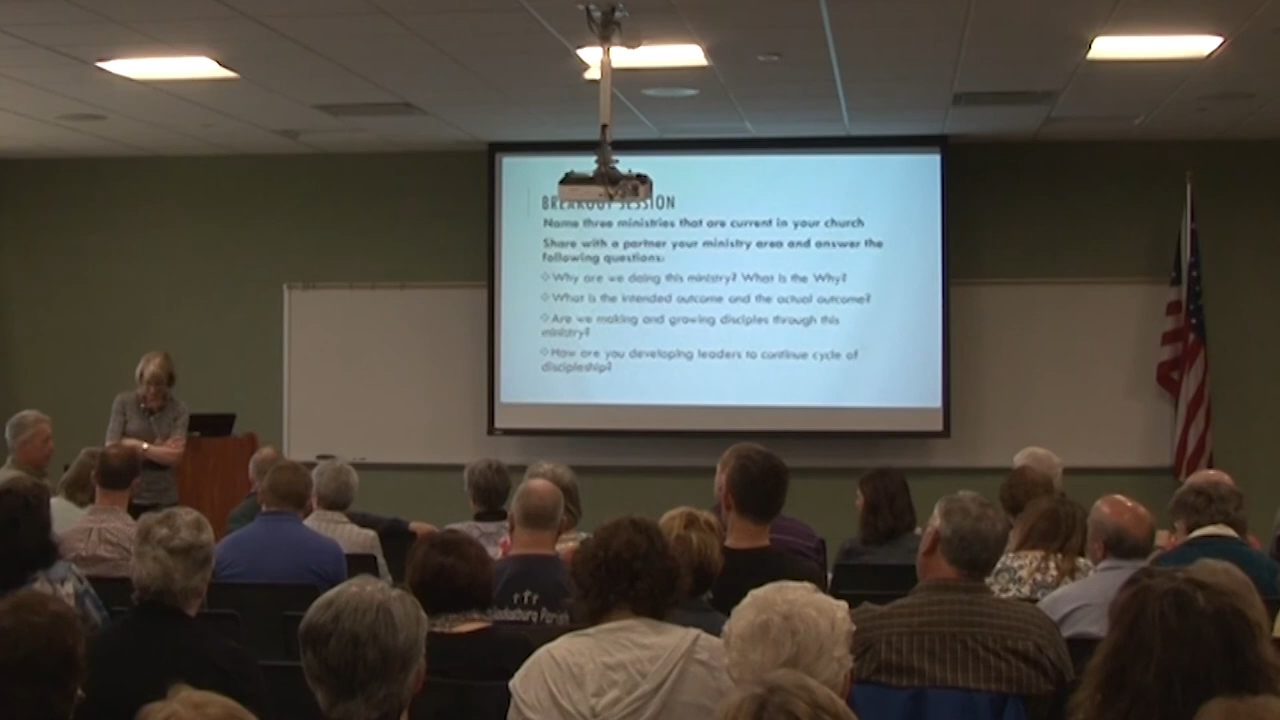 BREAKOUT SESSION
Name three ministries that are current in your church
Share with a partner your ministry area and answer the
following questions:
Why are we doing this ministry? What is the Why?
What is the intended outcome and the actual outcome?
Are we making and growing disciples through this
ministry?
How are you developing leaders to continue cycle of
discipleship?
Parish